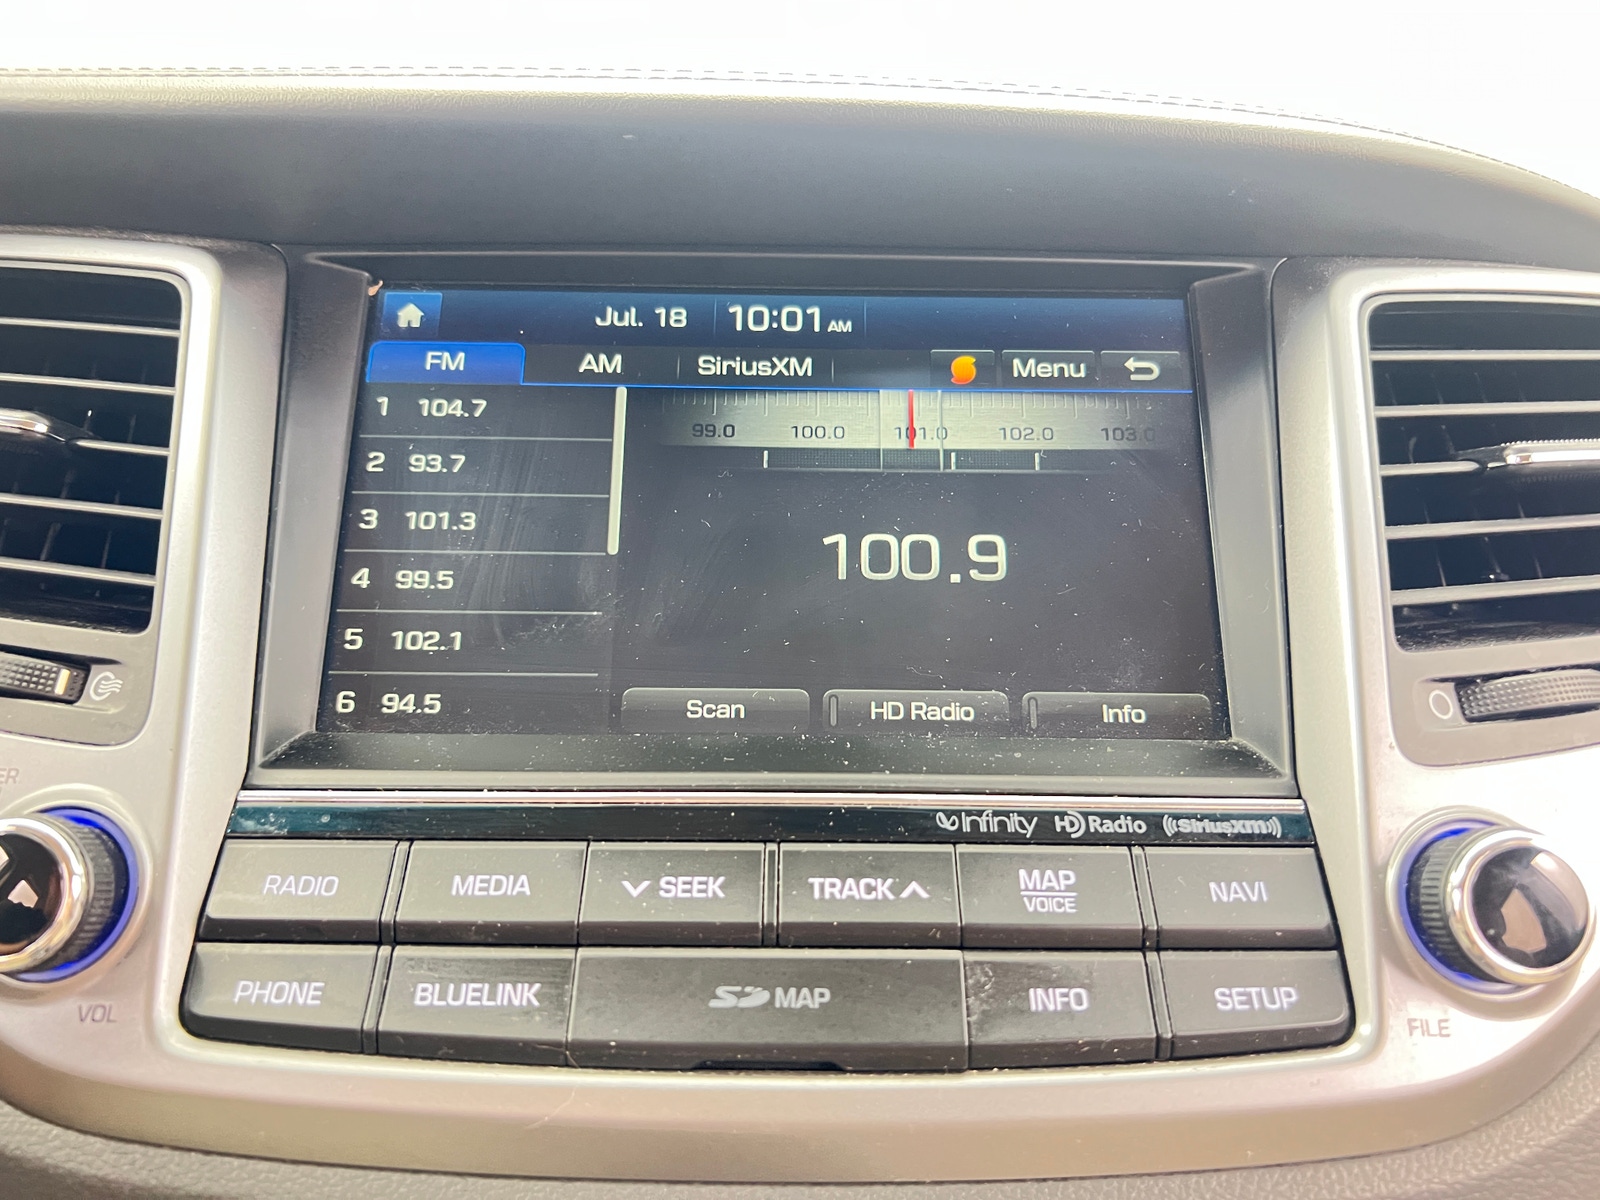 Jul. 18 10:01 AM
FM AM SiriusXM Menu
1 104.7
2 93.7
3 101.3
4 99.5
5 102.1
6 94.5
99.0 100.0 101.0 102.0 103.0
100.9
Scan HD Radio Info
Infinity HD Radio ((SiriusXM))
RADIO MEDIA SEEK TRACK MAP VOICE NAVI
PHONE BLUELINK SD MAP INFO SETUP
VOL
FILE